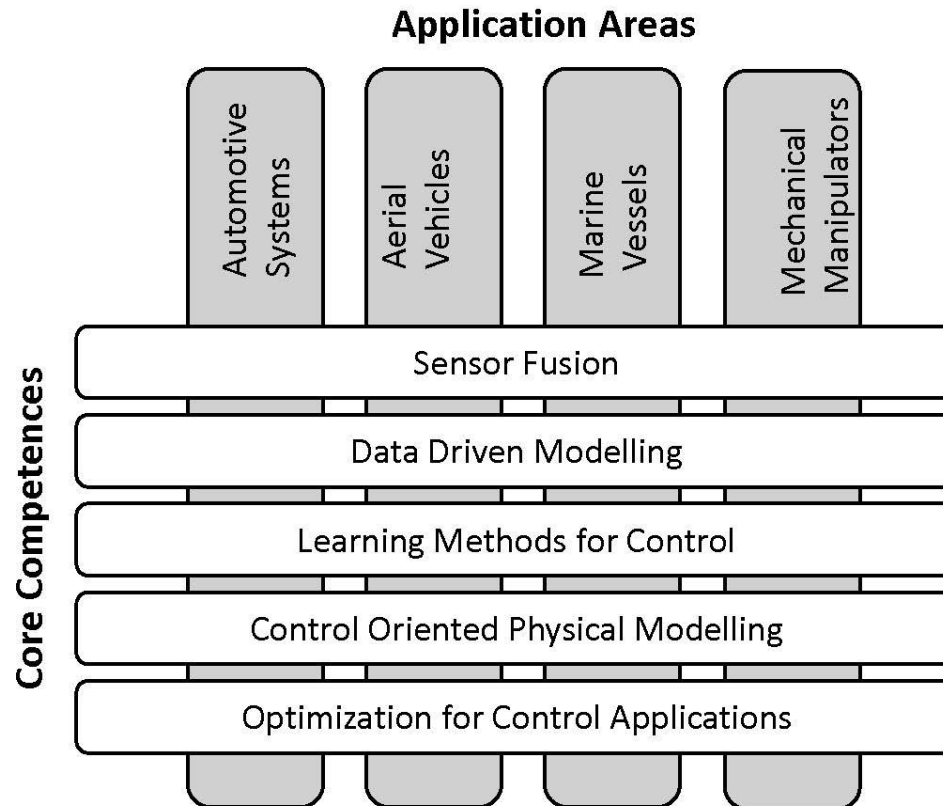 Application Areas
Automotive
Systems
Aerial
Vehicles
Marine
Vessels
Mechanical
Manipulators
Core Competences
Sensor Fusion
Data Driven Modelling
Learning Methods for Control
Control Oriented Physical Modelling
Optimization for Control Applications